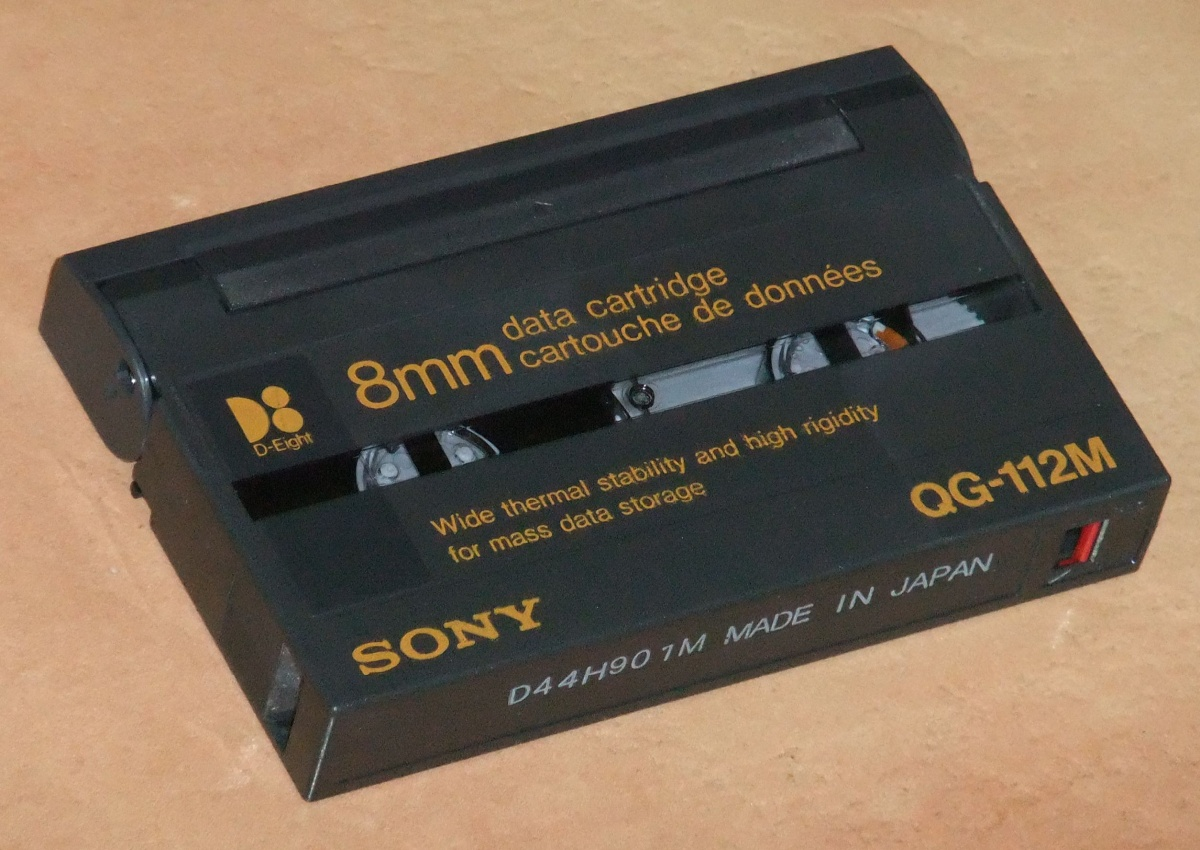 data cartridge
8mm cartouche de données
D-Eight
Wide thermal stability and high rigidity
for mass data storage
QG-112M
SONY
D44H907M MADE IN JAPAN